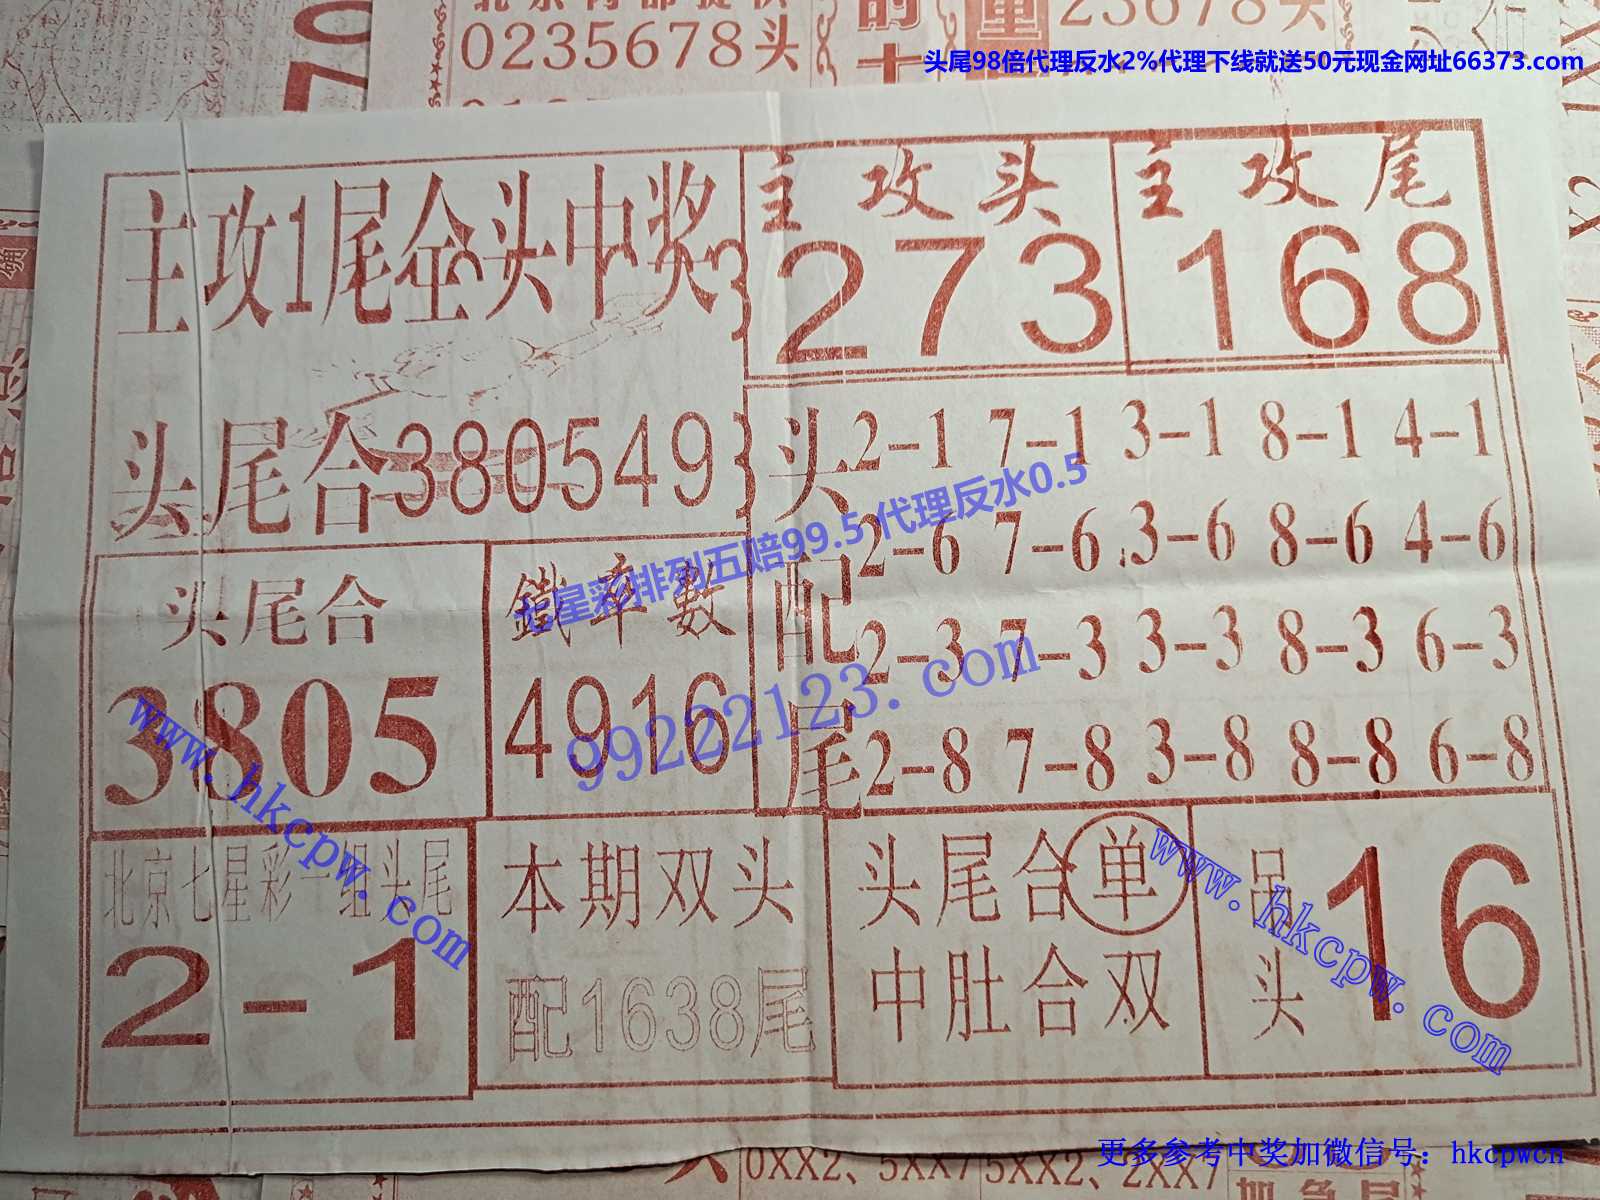 0235678头
23678头
头尾98倍代理反水2%代理下线就送50元现金网址66373.com
主攻1尾全头中奖
主攻头
273
主攻尾
168
头尾合380549
头配尾
2-1 7-1 3-1 8-1 4-1
2-6 7-6 3-6 8-6 4-6
2-3 7-3 3-3 8-3 6-3
2-8 7-8 3-8 8-8 6-8
七星彩排列五赔99.5 代理反水0.5
99222123.com
头尾合
3805
鐵率數
4916
www.hkcpw.com
北京七星彩一组头尾
2-1
本期双头
配1638尾
头尾合单
中肚合双
吊头
16
www.hkcpw.com
更多参考中奖加微信号：hkcpwcn
0XX2、5XX7 5XX2、2XX7